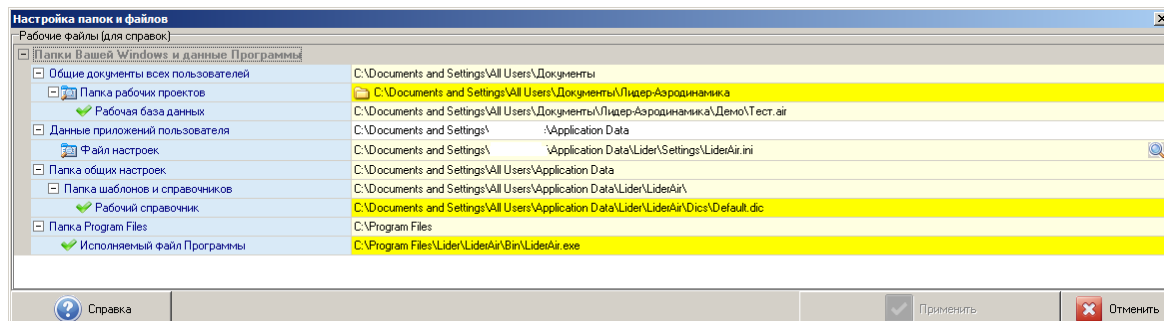 Настройка папок и файлов
Рабочие файлы (для справок)
Папки Вашей Windows и данные Программы
Общие документы всех пользователей C:\Documents and Settings\All Users\Документы
Папка рабочих проектов C:\Documents and Settings\All Users\Документы\Лидер-Аэродинамика
Рабочая база данных C:\Documents and Settings\All Users\Документы\Лидер-Аэродинамика\Демо\Тест.air
Данные приложений пользователя C:\Documents and Settings\ :\Application Data
Файл настроек C:\Documents and Settings\ \Application Data\Lider\Settings\LiderAir.ini
Папка общих настроек C:\Documents and Settings\All Users\Application Data
Папка шаблонов и справочников C:\Documents and Settings\All Users\Application Data\Lider\LiderAir\
Рабочий справочник C:\Documents and Settings\All Users\Application Data\Lider\LiderAir\Dics\Default.dic
Папка Program Files C:\Program Files
Исполняемый файл Программы C:\Program Files\Lider\LiderAir\Bin\LiderAir.exe
Справка Применить Отменить